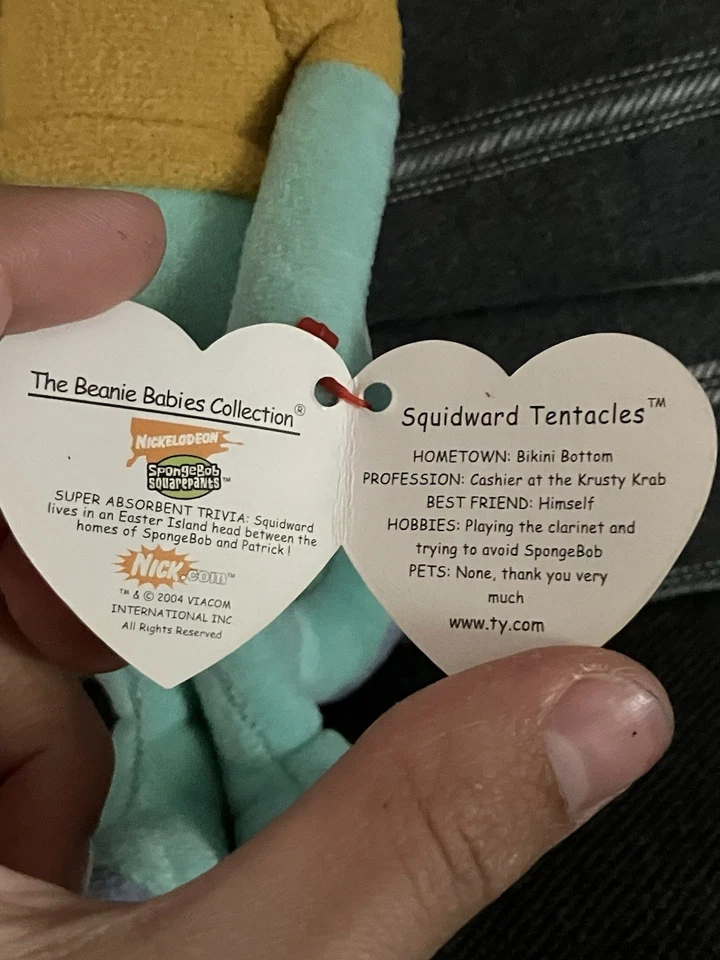 The Beanie Babies Collection®
NICKELODEON™
SpongeBob
SQUAREPANTS™
SUPER ABSORBENT TRIVIA: Squidward
lives in an Easter Island head between the
homes of SpongeBob and Patrick!
NICK.com™
™ & © 2004 VIACOM
INTERNATIONAL INC.
All Rights Reserved
Squidward Tentacles™
HOMETOWN: Bikini Bottom
PROFESSION: Cashier at the Krusty Krab
BEST FRIEND: Himself
HOBBIES: Playing the clarinet and
trying to avoid SpongeBob
PETS: None, thank you very
much
www.ty.com